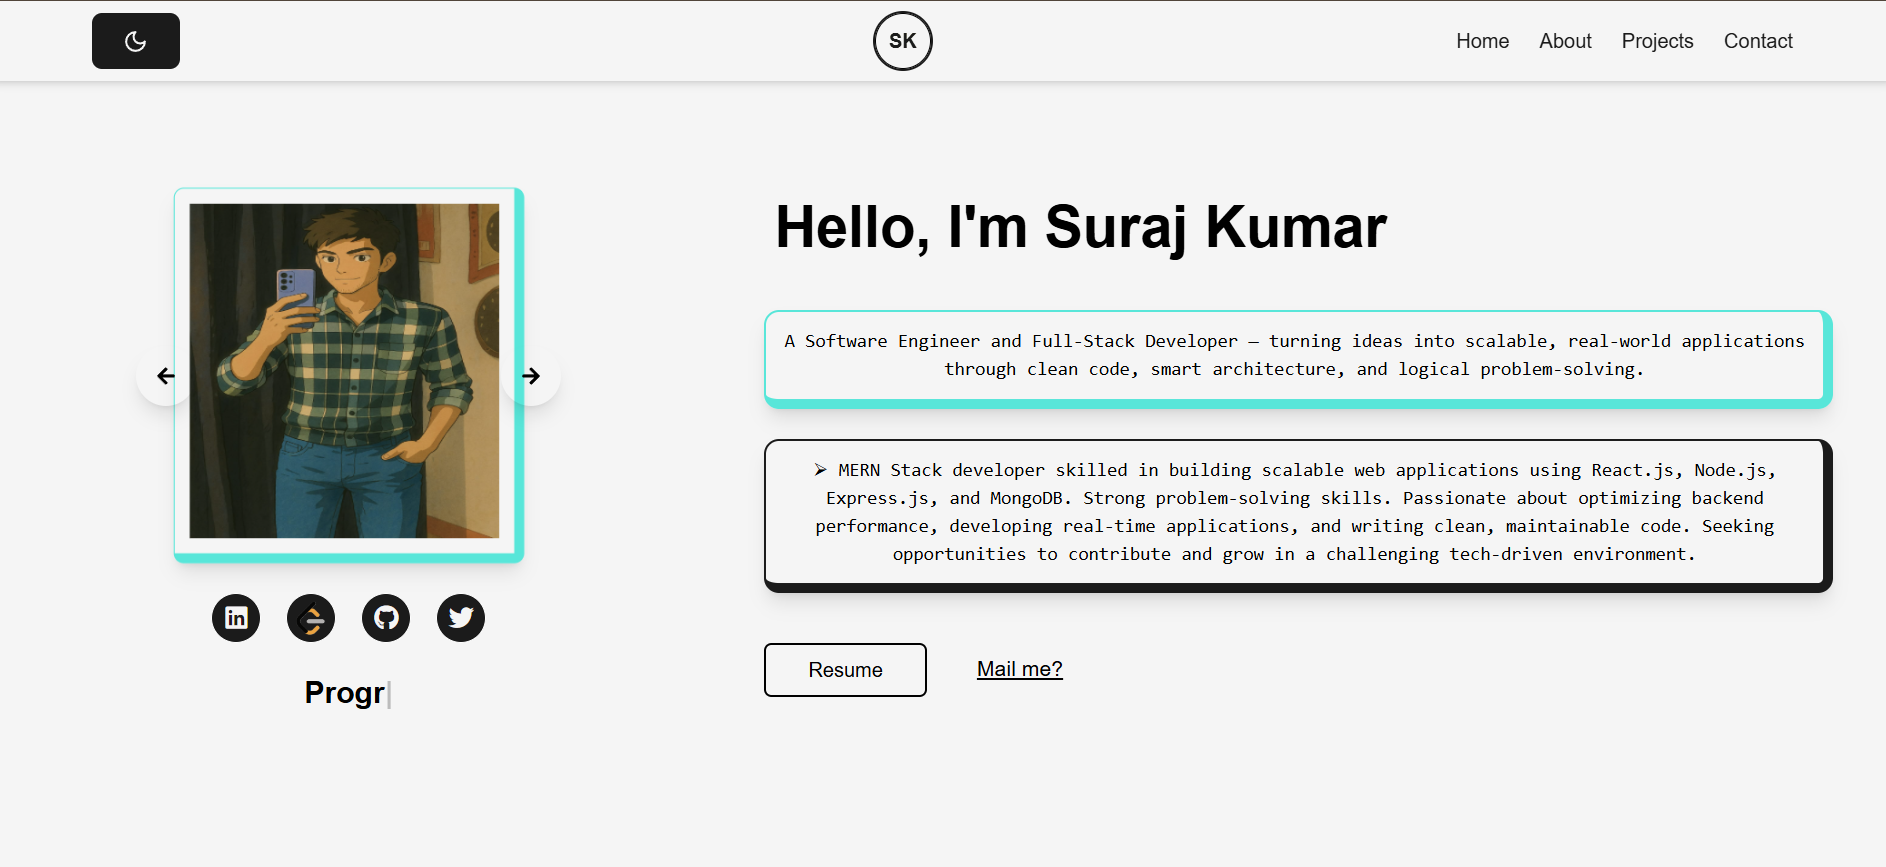 SK
Home About Projects Contact
Hello, I'm Suraj Kumar
A Software Engineer and Full-Stack Developer — turning ideas into scalable, real-world applications
through clean code, smart architecture, and logical problem-solving.
➢ MERN Stack developer skilled in building scalable web applications using React.js, Node.js,
Express.js, and MongoDB. Strong problem-solving skills. Passionate about optimizing backend
performance, developing real-time applications, and writing clean, maintainable code. Seeking
opportunities to contribute and grow in a challenging tech-driven environment.
in
Progr
Resume Mail me?